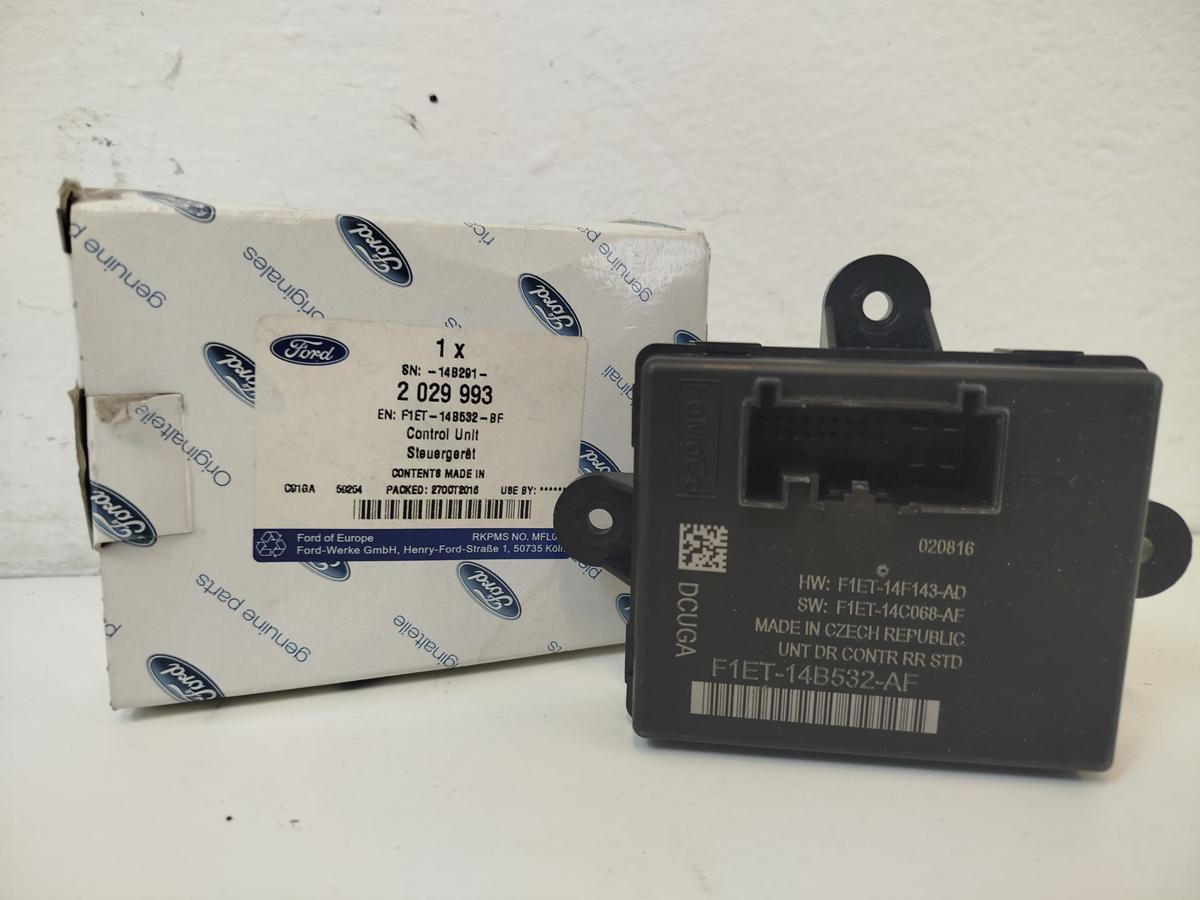 genuine parts
originales
Ford
Ford
Ford
Ford
Originalteile
Ford
1 x
SN: -14B291-
2 029 993
EN: F1ET-14B532-BF
Control Unit
Steuergerät
CONTENTS MADE IN
C91GA 59254 PACKED: 27OCT2016 USE BY: ******
Ford of Europe RKPMS NO.
Ford-Werke GmbH, Henry-Ford-Straße 1, 50735 Köln
genuine parts
Originalteile
Ford
Ford
genuine parts
FoMoCo
020816
DCUGA
HW: F1ET-14F143-AD
SW: F1ET-14C068-AF
MADE IN CZECH REPUBLIC
UNT DR CONTR RR STD
F1ET-14B532-AF